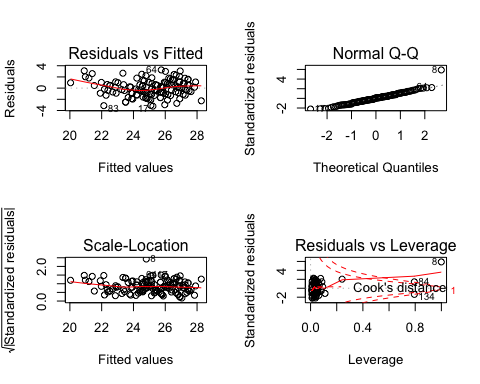 Residuals vs Fitted
Residuals
-4
0
2
4
64
83
17
20
22
24
26
28
Fitted values
Normal Q-Q
Standardized residuals
-2
4
8
-2
-1
0
1
2
Theoretical Quantiles
Scale-Location
√|Standardized residuals|
0.0
1.0
2.0
8
20
22
24
26
28
Fitted values
Residuals vs Leverage
Standardized residuals
-2
4
8
84
134
Cook's distance
1
0.0
0.4
0.8
Leverage